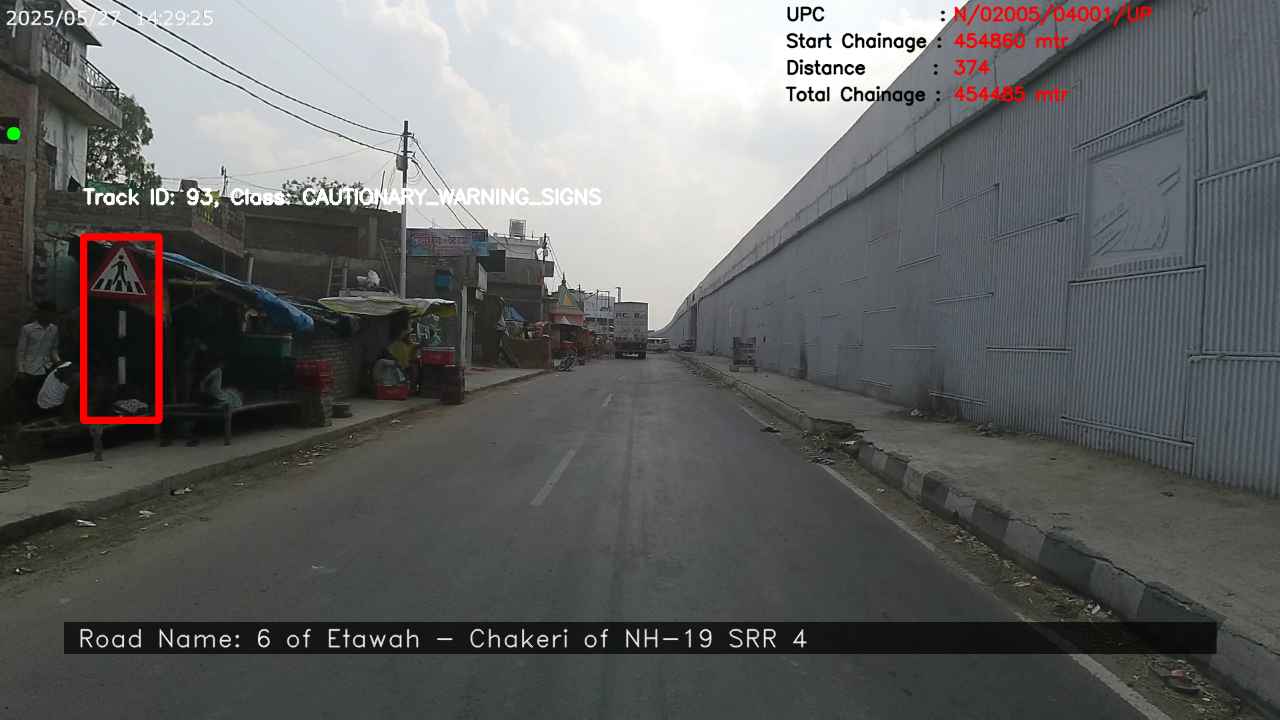 2025/05/27 14:29:25
UPC : N/02005/04001/UP
Start Chainage : 454860 mtr
Distance : 374
Total Chainage : 454485 mtr
Track ID: 93, Class: CAUTIONARY_WARNING_SIGNS
Road Name: 6 of Etawah - Chakeri of NH-19 SRR 4